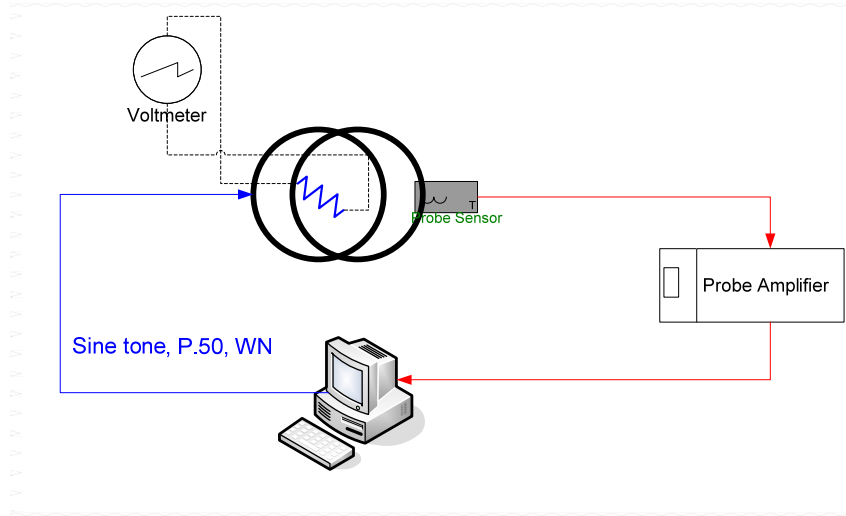 Voltmeter
T
Probe Sensor
Probe Amplifier
Sine tone, P.50, WN